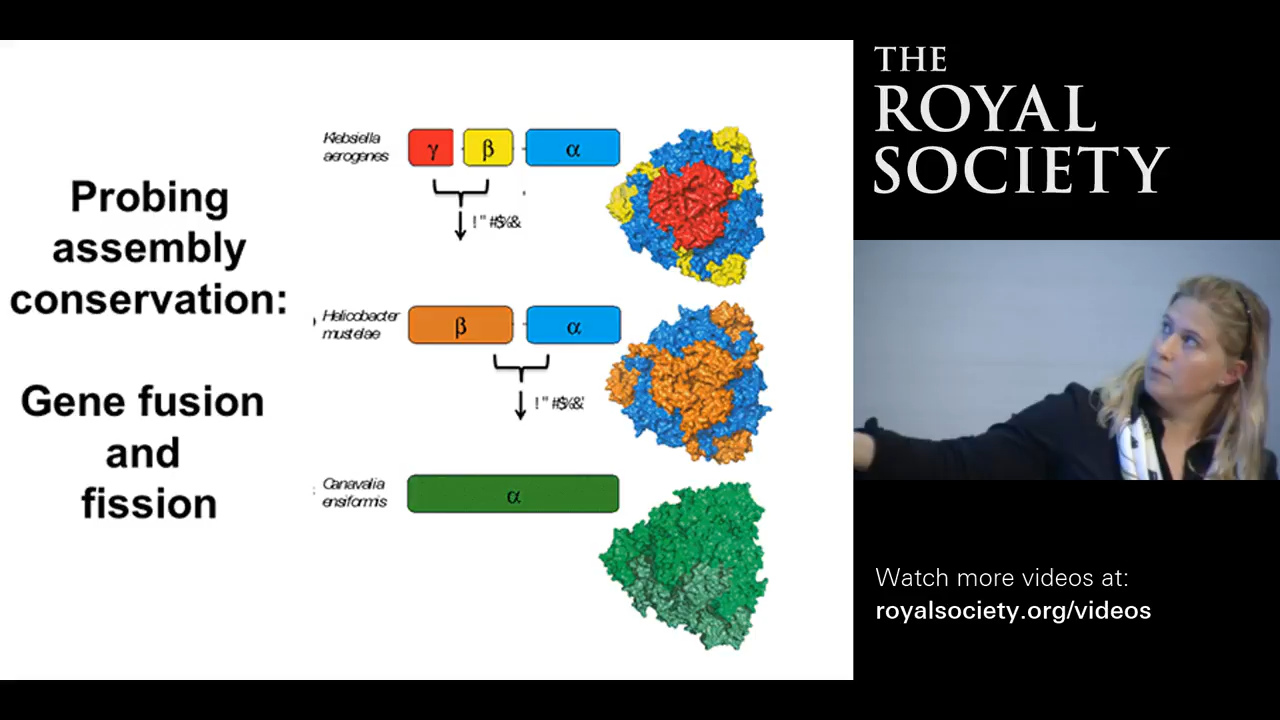 Probing
assembly
conservation:
Gene fusion
and
fission
Klebsiella
aerogenes
γ
β
α
! " #$%&
Helicobacter
mustelae
β
α
! " #$%&'
Canavalia
ensiformis
α
THE
ROYAL
SOCIETY
Watch more videos at:
royalsociety.org/videos